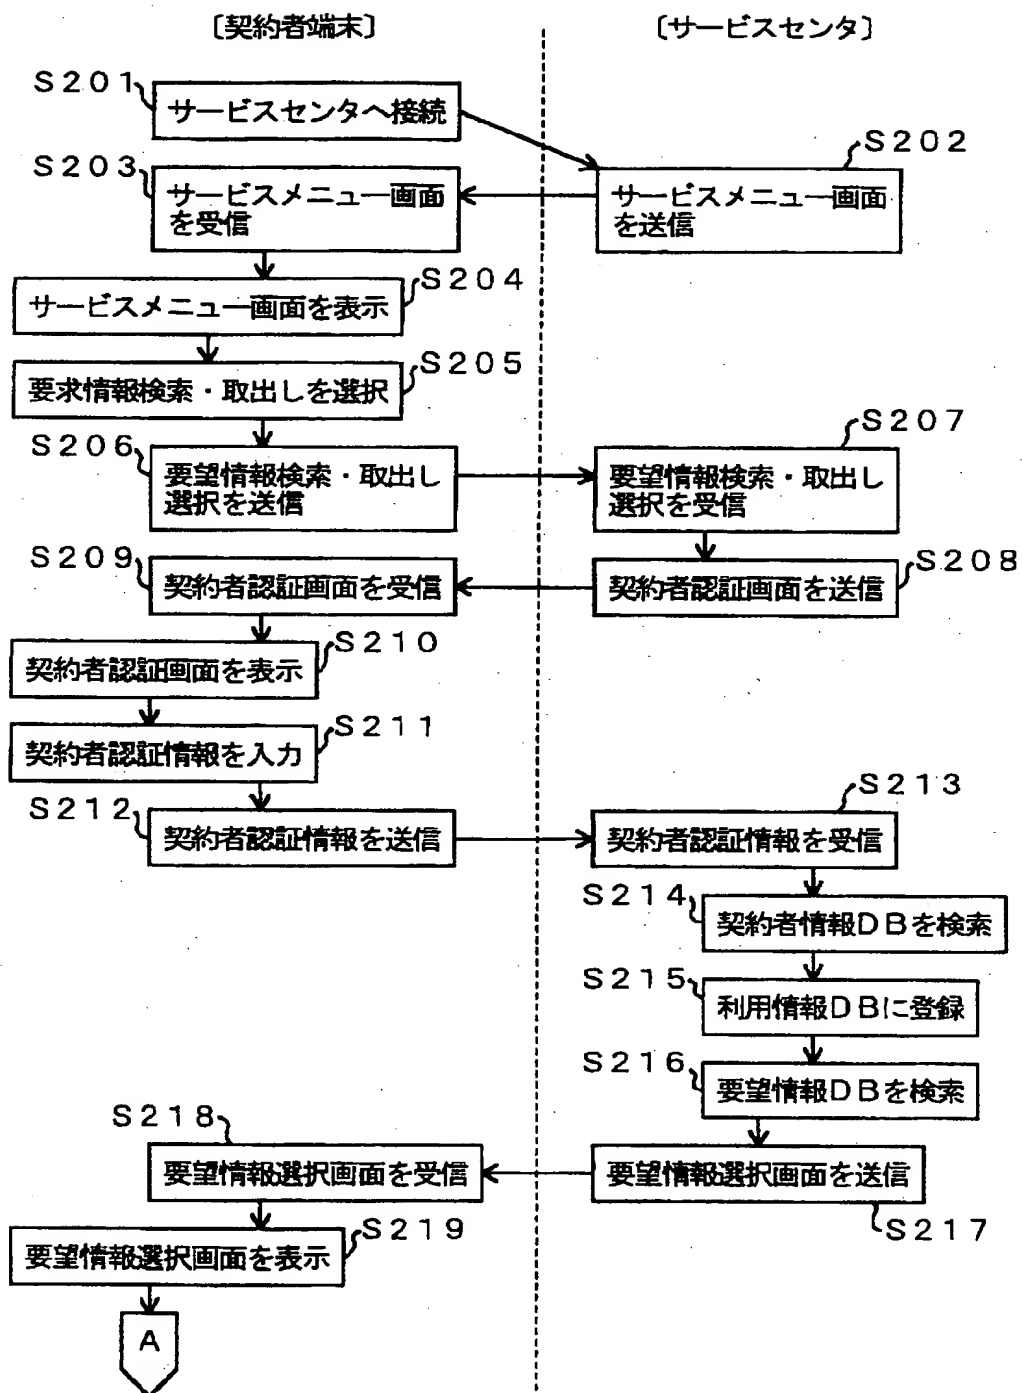 〔契約者端末〕
〔サービスセンタ〕
S201
サービスセンタへ接続
S202
サービスメニュー画面
を送信
S203
サービスメニュー画面
を受信
S204
サービスメニュー画面を表示
S205
要求情報検索・取出しを選択
S206
要望情報検索・取出し
選択を送信
S207
要望情報検索・取出し
選択を受信
S208
契約者認証画面を送信
S209
契約者認証画面を受信
S210
契約者認証画面を表示
S211
契約者認証情報を入力
S212
契約者認証情報を送信
S213
契約者認証情報を受信
S214
契約者情報DBを検索
S215
利用情報DBに登録
S216
要望情報DBを検索
S217
要望情報選択画面を送信
S218
要望情報選択画面を受信
S219
要望情報選択画面を表示
A